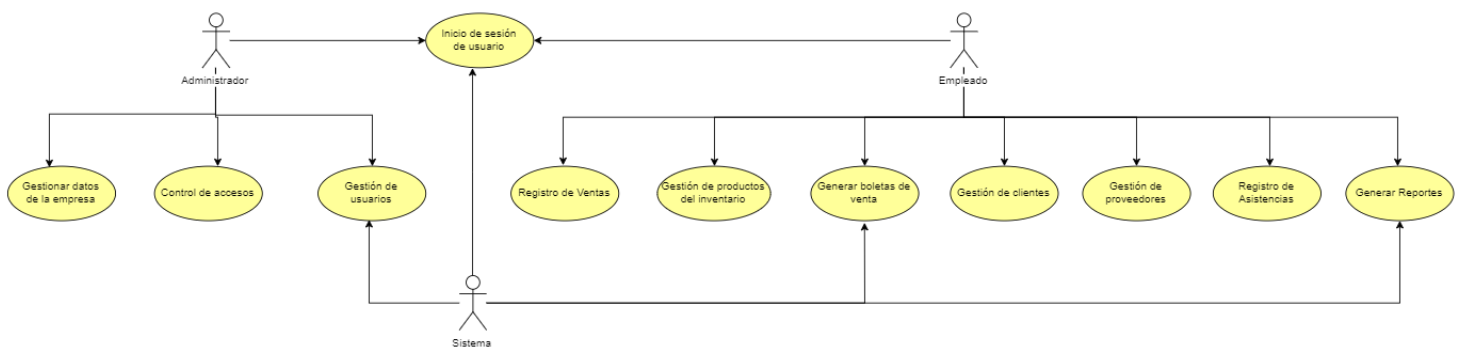 Inicio de sesión
de usuario
Administrador
Empleado
Gestionar datos
de la empresa
Control de accesos
Gestión de
usuarios
Registro de Ventas
Gestión de productos
del inventario
Generar boletas de
venta
Gestión de clientes
Gestión de
proveedores
Registro de
Asistencias
Generar Reportes
Sistema